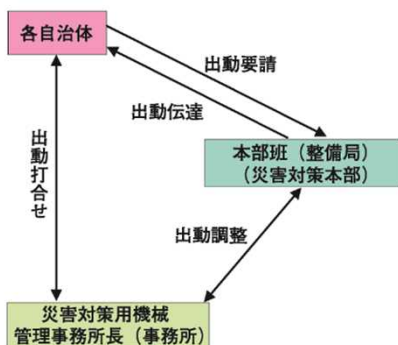 各自治体
出動要請
出動伝達
本部班（整備局）
（災害対策本部）
出動打合せ
出動調整
災害対策用機械
管理事務所長（事務所）